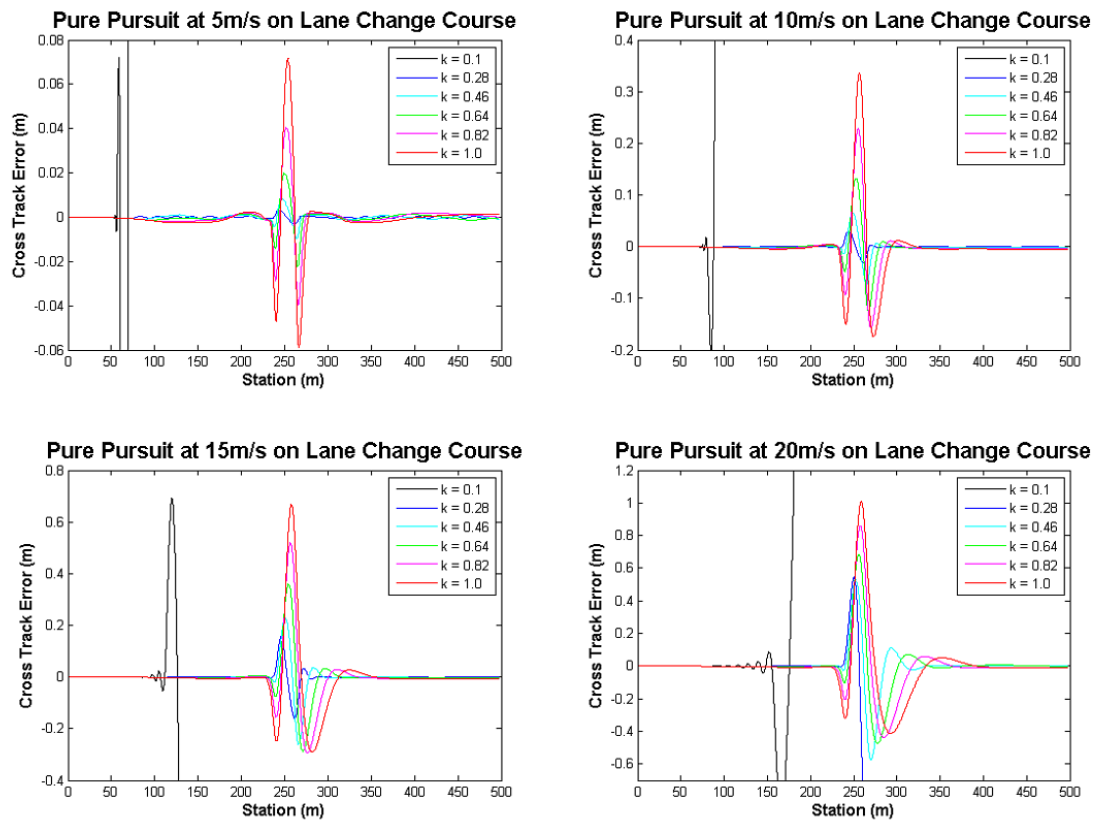 Pure Pursuit at 5m/s on Lane Change Course
Cross Track Error (m)
0.08
0.06
0.04
0.02
0
-0.02
-0.04
-0.06
0 50 100 150 200 250 300 350 400 450 500
Station (m)
k = 0.1
k = 0.28
k = 0.46
k = 0.64
k = 0.82
k = 1.0
Pure Pursuit at 10m/s on Lane Change Course
Cross Track Error (m)
0.4
0.3
0.2
0.1
0
-0.1
-0.2
0 50 100 150 200 250 300 350 400 450 500
Station (m)
k = 0.1
k = 0.28
k = 0.46
k = 0.64
k = 0.82
k = 1.0
Pure Pursuit at 15m/s on Lane Change Course
Cross Track Error (m)
0.8
0.6
0.4
0.2
0
-0.2
-0.4
0 50 100 150 200 250 300 350 400 450 500
Station (m)
k = 0.1
k = 0.28
k = 0.46
k = 0.64
k = 0.82
k = 1.0
Pure Pursuit at 20m/s on Lane Change Course
Cross Track Error (m)
1.2
1
0.8
0.6
0.4
0.2
0
-0.2
-0.4
-0.6
0 50 100 150 200 250 300 350 400 450 500
Station (m)
k = 0.1
k = 0.28
k = 0.46
k = 0.64
k = 0.82
k = 1.0